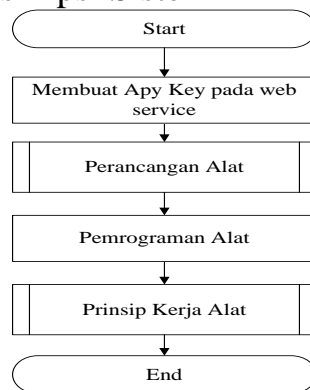 Start
Membuat Apy Key pada web
service
Perancangan Alat
Pemrograman Alat
Prinsip Kerja Alat
End